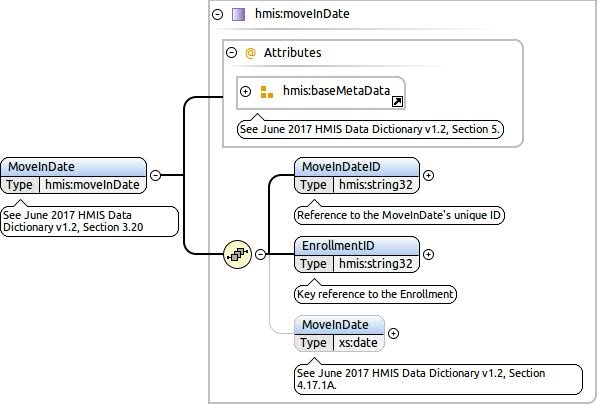 hmis:moveInDate
@ Attributes
hmis:baseMetaData
See June 2017 HMIS Data Dictionary v1.2, Section 5.
MoveInDate
Type hmis:moveInDate
See June 2017 HMIS Data
Dictionary v1.2, Section 3.20
MoveInDateID
Type hmis:string32
Reference to the MoveInDate's unique ID
EnrollmentID
Type hmis:string32
Key reference to the Enrollment
MoveInDate
Type xs:date
See June 2017 HMIS Data Dictionary v1.2, Section
4.17.1A.